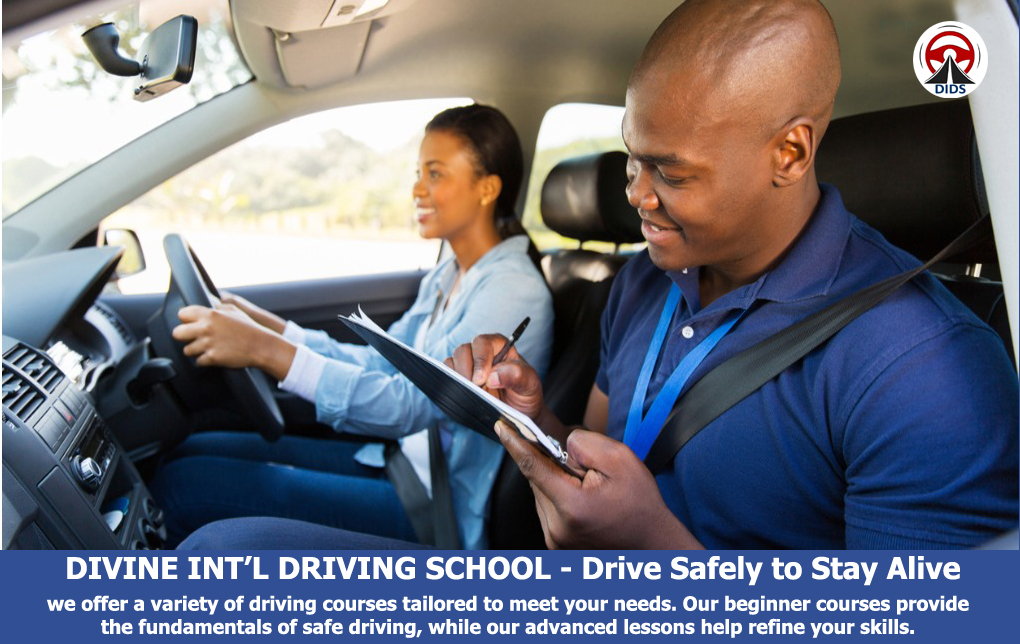 DIDS
DIVINE INT'L DRIVING SCHOOL - Drive Safely to Stay Alive
we offer a variety of driving courses tailored to meet your needs. Our beginner courses provide
the fundamentals of safe driving, while our advanced lessons help refine your skills.